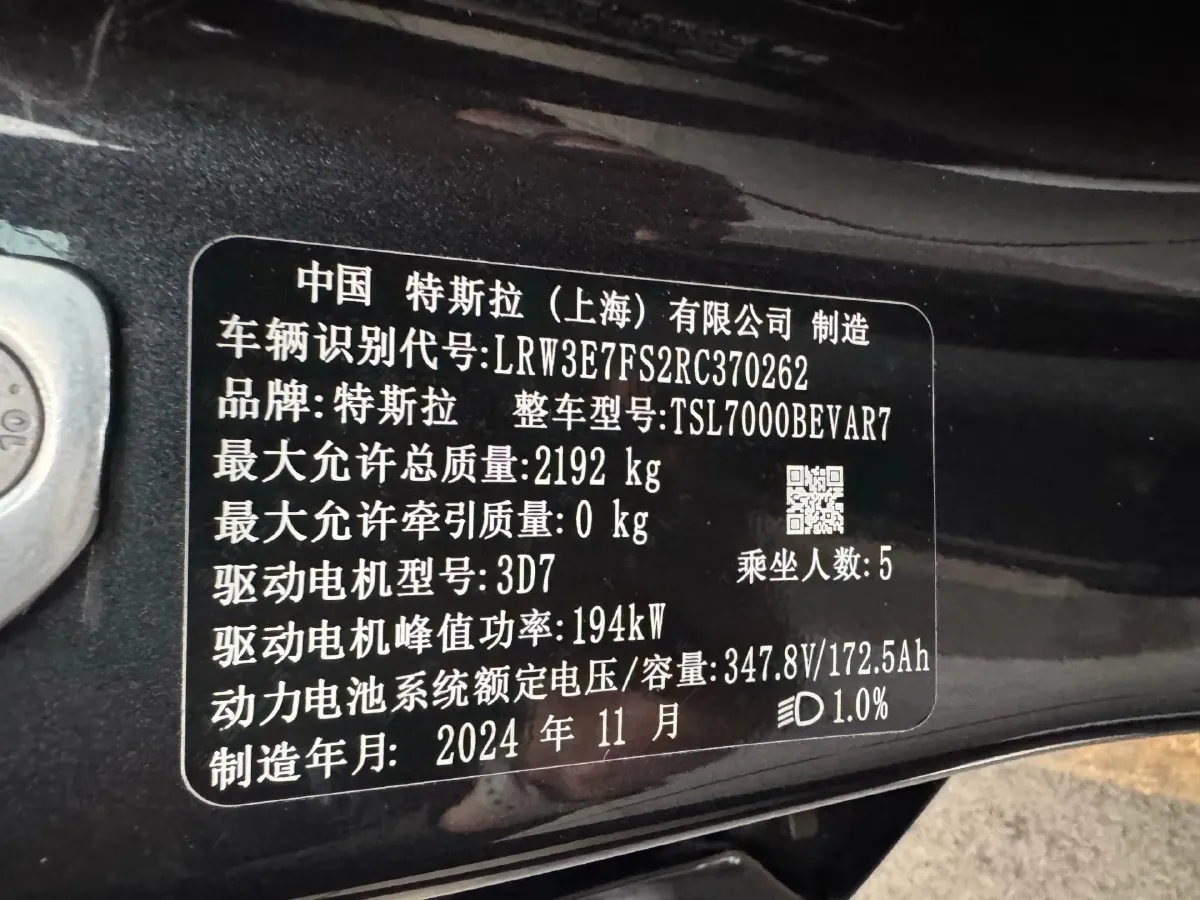 中国 特斯拉（上海）有限公司 制造
车辆识别代号:LRW3E7FS2RC370262
品牌:特斯拉 整车型号:TSL7000BEVAR7
最大允许总质量:2192 kg
最大允许牵引质量:0 kg
驱动电机型号:3D7 乘坐人数:5
驱动电机峰值功率:194kW
动力电池系统额定电压/容量:347.8V/172.5Ah
制造年月: 2024 年 11 月 1.0%